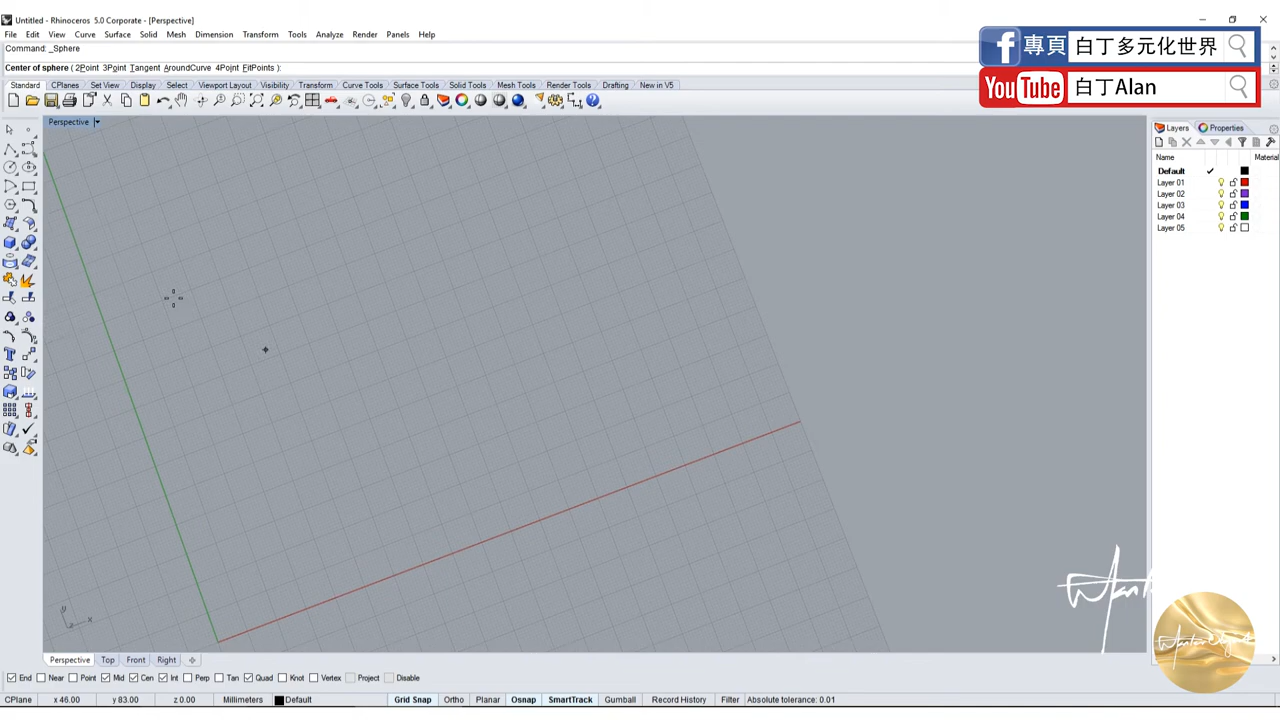 Untitled - Rhinoceros 5.0 Corporate - [Perspective]
File Edit View Curve Surface Solid Mesh Dimension Transform Tools Analyze Render Panels Help
Command: _Sphere
Center of sphere ( 2Point 3Point Tangent AroundCurve 4Point FitPoints ):
f 專頁 白丁多元化世界
YouTube 白丁Alan
Standard CPlanes Set View Display Select Viewport Layout Visibility Transform Curve Tools Surface Tools Solid Tools Mesh Tools Render Tools Drafting New in V5
Perspective
Layers Properties
Name Material
Default
Layer 01
Layer 02
Layer 03
Layer 04
Layer 05
y
x
z
Perspective Top Front Right
End Near Point Mid Cen Int Perp Tan Quad Knot Vertex Project Disable
CPlane x 46.00 y 83.00 z 0.00 Millimeters Default Grid Snap Ortho Planar Osnap SmartTrack Gumball Record History Filter Absolute tolerance: 0.01